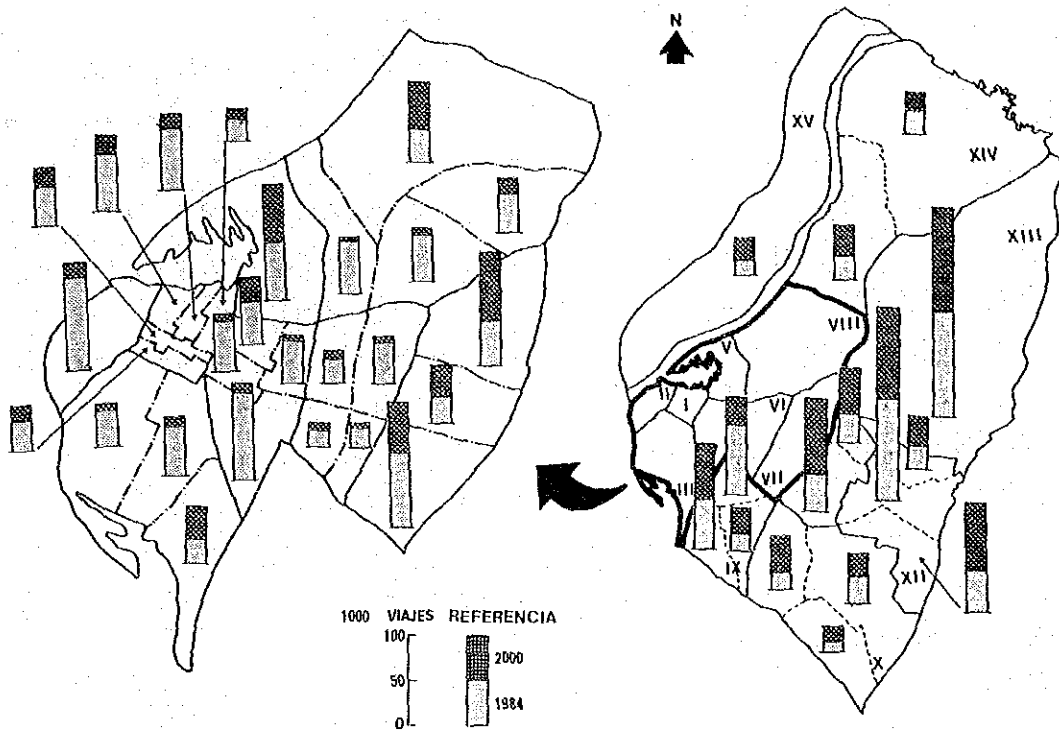 N
XV
XIV
XIII
VIII
V
II
I
VI
III
VII
IX
XII
X
1000 VIAJES REFERENCIA
100
50
0
2000
1984